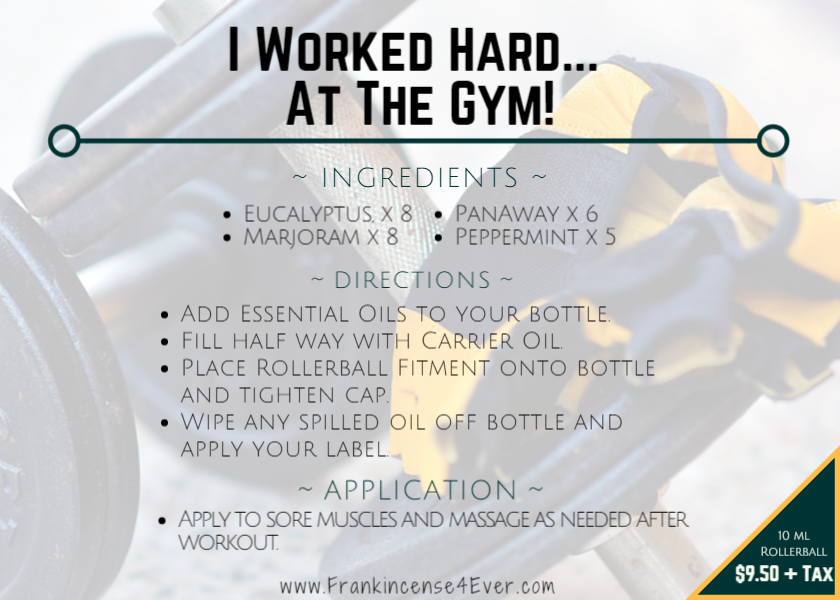 I Worked Hard...
At The Gym!
~ INGREDIENTS ~
• Eucalyptus, x 8 • PanAway x 6
• Marjoram x 8 • Peppermint x 5
~ DIRECTIONS ~
• Add Essential Oils to your bottle.
• Fill half way with Carrier Oil.
• Place Rollerball Fitment onto bottle
and tighten cap.
• Wipe any spilled oil off bottle and
apply your label.
~ APPLICATION ~
• Apply to sore muscles and massage as needed after
workout.
www.Frankincense4Ever.com
10 ml
Rollerball
$9.50 + Tax